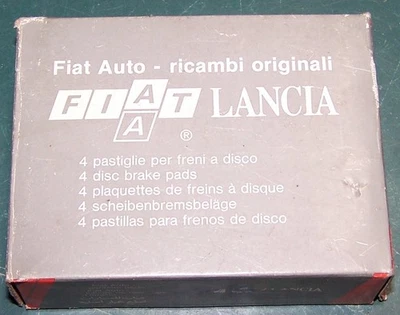 Fiat Auto - ricambi originali
FIAT LANCIA
A
®
4 pastiglie per freni a disco
4 disc brake pads
4 plaquettes de freins à disque
4 scheibenbremsbeläge
4 pastillas para frenos de disco
LANCIA